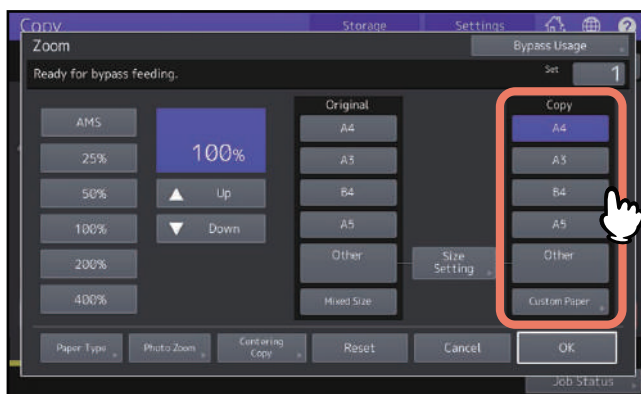 Copy
Storage
Settings
Zoom
Bypass Usage
Ready for bypass feeding.
Set
1
AMS
25%
50%
100%
200%
400%
100%
Up
Down
Original
A4
A3
B4
A5
Other
Mixed Size
Size
Setting
Copy
A4
A3
B4
A5
Other
Custom Paper
Paper Type
Photo Zoom
Centering
Copy
Reset
Cancel
OK
Job Status